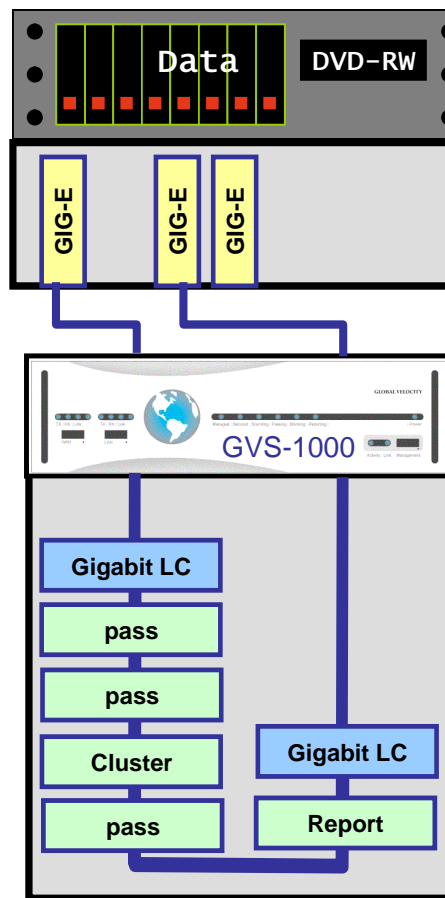 Data
DVD-RW
GIG-E
GIG-E
GIG-E
GLOBAL VELOCITY
GVS-1000
Gigabit LC
pass
pass
Cluster
pass
Gigabit LC
Report